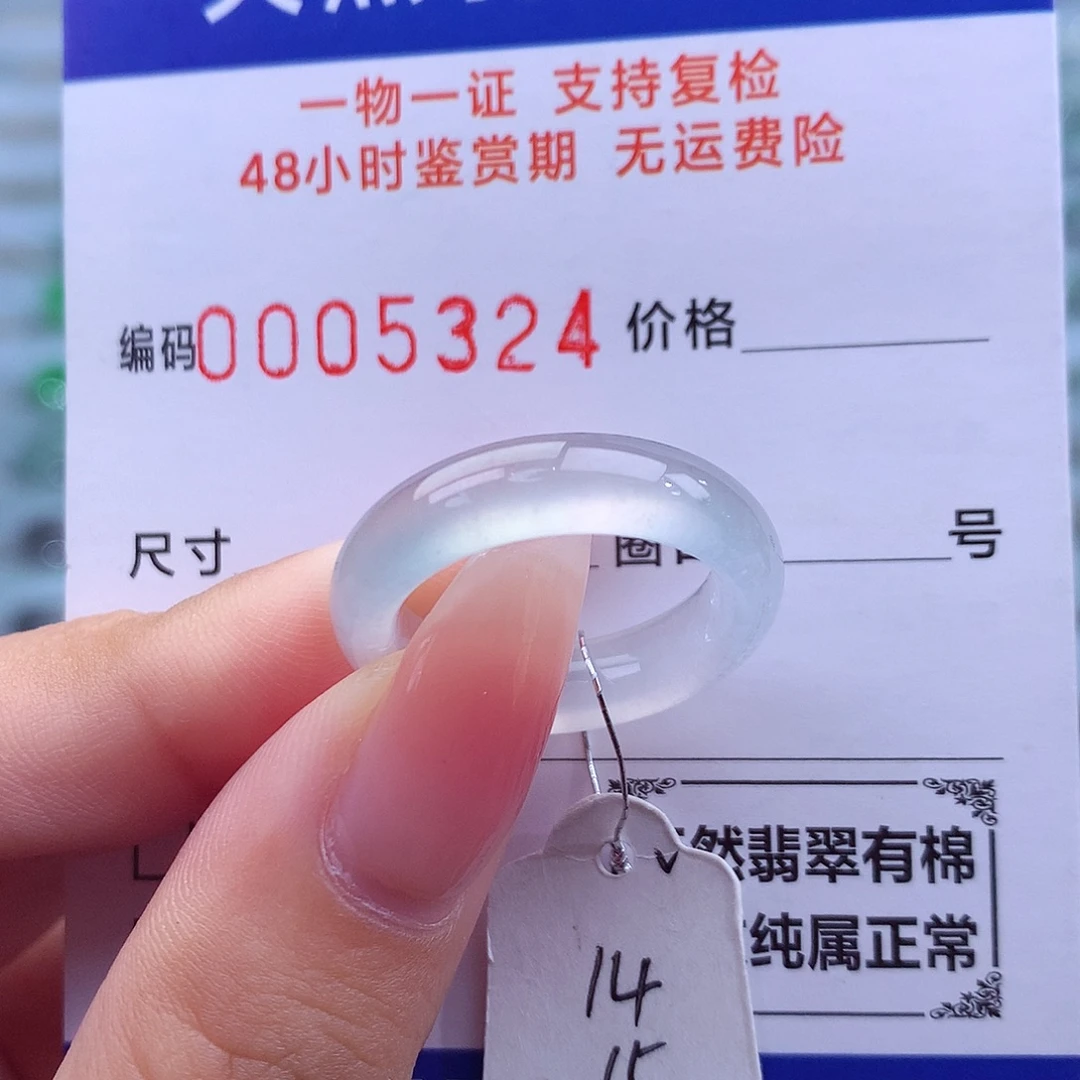 一物一证 支持复检
48小时鉴赏期 无运费险
编码0005324 价格
尺寸 圈 号
然翡翠有棉
纯属正常
14
15